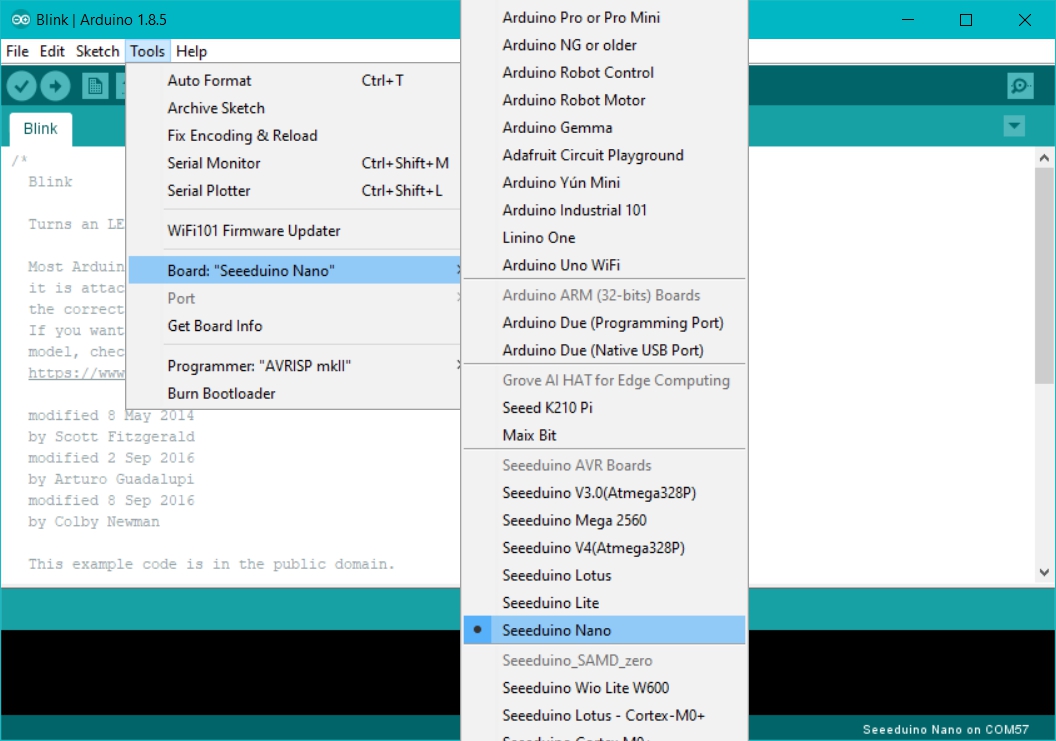 Blink | Arduino 1.8.5
File Edit Sketch Tools Help
Blink
/*
Blink
Turns an LE
Most Arduin
it is attac
the correct
If you want
model, chec
https://www
modified 8 May 2014
by Scott Fitzgerald
modified 2 Sep 2016
by Arturo Guadalupi
modified 8 Sep 2016
by Colby Newman
This example code is in the public domain.
Auto Format Ctrl+T
Archive Sketch
Fix Encoding & Reload
Serial Monitor Ctrl+Shift+M
Serial Plotter Ctrl+Shift+L
WiFi101 Firmware Updater
Board: "Seeeduino Nano"
Port
Get Board Info
Programmer: "AVRISP mkII"
Burn Bootloader
Arduino Pro or Pro Mini
Arduino NG or older
Arduino Robot Control
Arduino Robot Motor
Arduino Gemma
Adafruit Circuit Playground
Arduino Yún Mini
Arduino Industrial 101
Linino One
Arduino Uno WiFi
Arduino ARM (32-bits) Boards
Arduino Due (Programming Port)
Arduino Due (Native USB Port)
Grove AI HAT for Edge Computing
Seeed K210 Pi
Maix Bit
Seeeduino AVR Boards
Seeeduino V3.0(Atmega328P)
Seeeduino Mega 2560
Seeeduino V4(Atmega328P)
Seeeduino Lotus
Seeeduino Lite
Seeeduino Nano
Seeeduino_SAMD_zero
Seeeduino Wio Lite W600
Seeeduino Lotus - Cortex-M0+
Seeeduino Nano on COM57